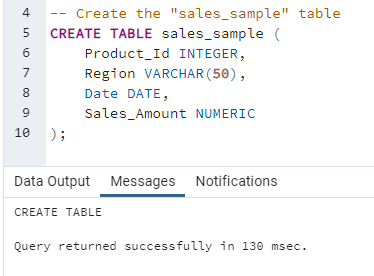 4 -- Create the "sales_sample" table
5 CREATE TABLE sales_sample (
6 Product_Id INTEGER,
7 Region VARCHAR(50),
8 Date DATE,
9 Sales_Amount NUMERIC
10 );
Data Output Messages Notifications
CREATE TABLE
Query returned successfully in 130 msec.